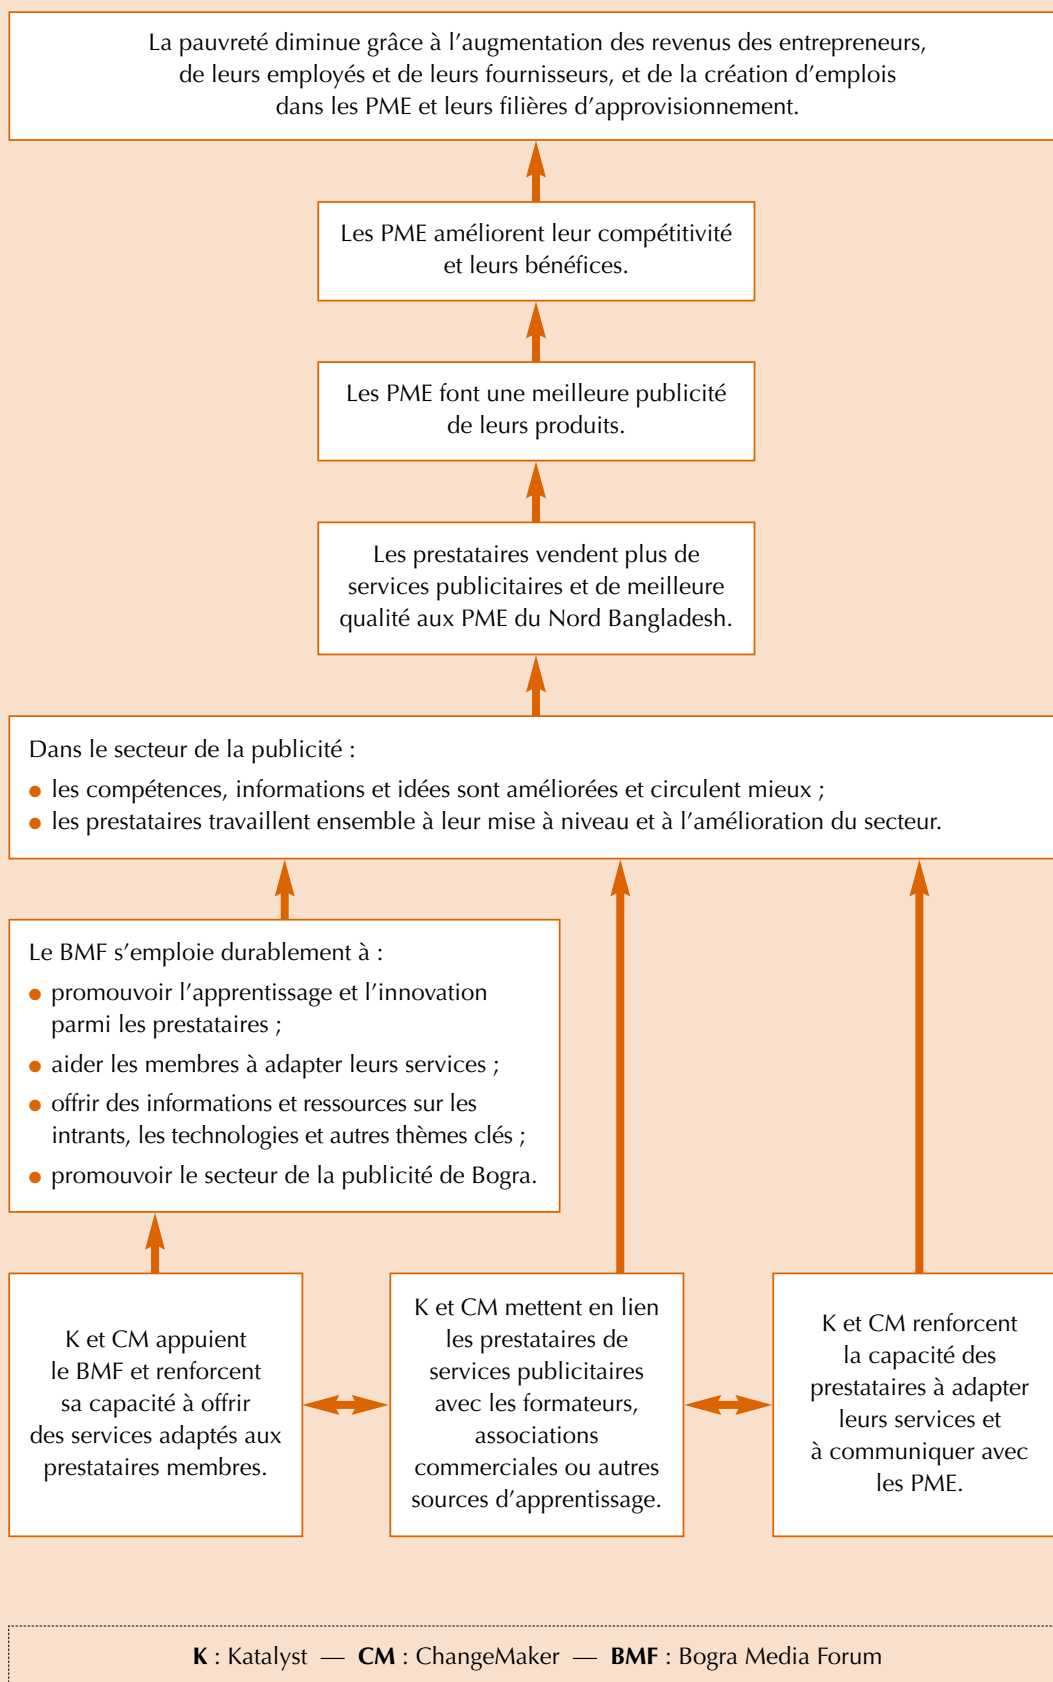 La pauvreté diminue grâce à l’augmentation des revenus des entrepreneurs,
de leurs employés et de leurs fournisseurs, et de la création d’emplois
dans les PME et leurs filières d’approvisionnement.
Les PME améliorent leur compétitivité
et leurs bénéfices.
Les PME font une meilleure publicité
de leurs produits.
Les prestataires vendent plus de
services publicitaires et de meilleure
qualité aux PME du Nord Bangladesh.
Dans le secteur de la publicité :
● les compétences, informations et idées sont améliorées et circulent mieux ;
● les prestataires travaillent ensemble à leur mise à niveau et à l’amélioration du secteur.
Le BMF s’emploie durablement à :
● promouvoir l’apprentissage et l’innovation
parmi les prestataires ;
● aider les membres à adapter leurs services ;
● offrir des informations et ressources sur les
intrants, les technologies et autres thèmes clés ;
● promouvoir le secteur de la publicité de Bogra.
K et CM appuient
le BMF et renforcent
sa capacité à offrir
des services adaptés aux
prestataires membres.
K et CM mettent en lien
les prestataires de
services publicitaires
avec les formateurs,
associations
commerciales ou autres
sources d’apprentissage.
K et CM renforcent
la capacité des
prestataires à adapter
leurs services et
à communiquer avec
les PME.
K : Katalyst — CM : ChangeMaker — BMF : Bogra Media Forum